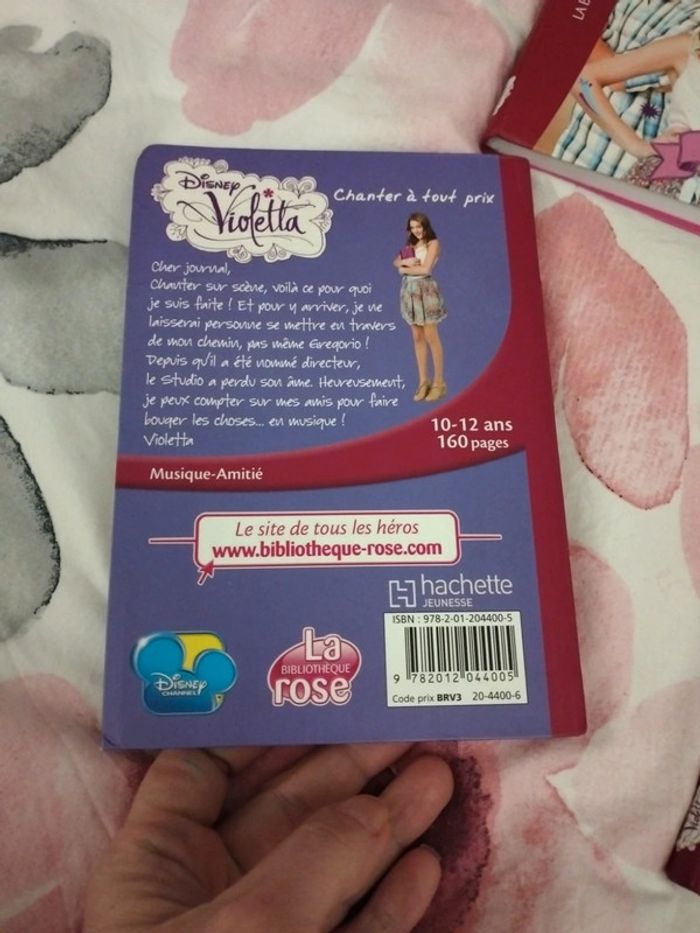 LA B
Disney
Violetta
Chanter à tout prix
Cher journal,
Chanter sur scène, voilà ce pour quoi
je suis faite ! Et pour y arriver, je ne
laisserai personne se mettre en travers
de mon chemin, pas même Gregorio !
Depuis qu'il a été nommé directeur,
le Studio a perdu son âme. Heureusement,
je peux compter sur mes amis pour faire
bouger les choses... en musique !
Violetta
10-12 ans
160 pages
Musique-Amitié
Le site de tous les héros
www.bibliotheque-rose.com
hachette
JEUNESSE
ISBN : 978-2-01-204400-5
9 782012 044005
Code prix BRV3 20-4400-6
Disney
CHANNEL
La
BIBLIOTHÈQUE
rose